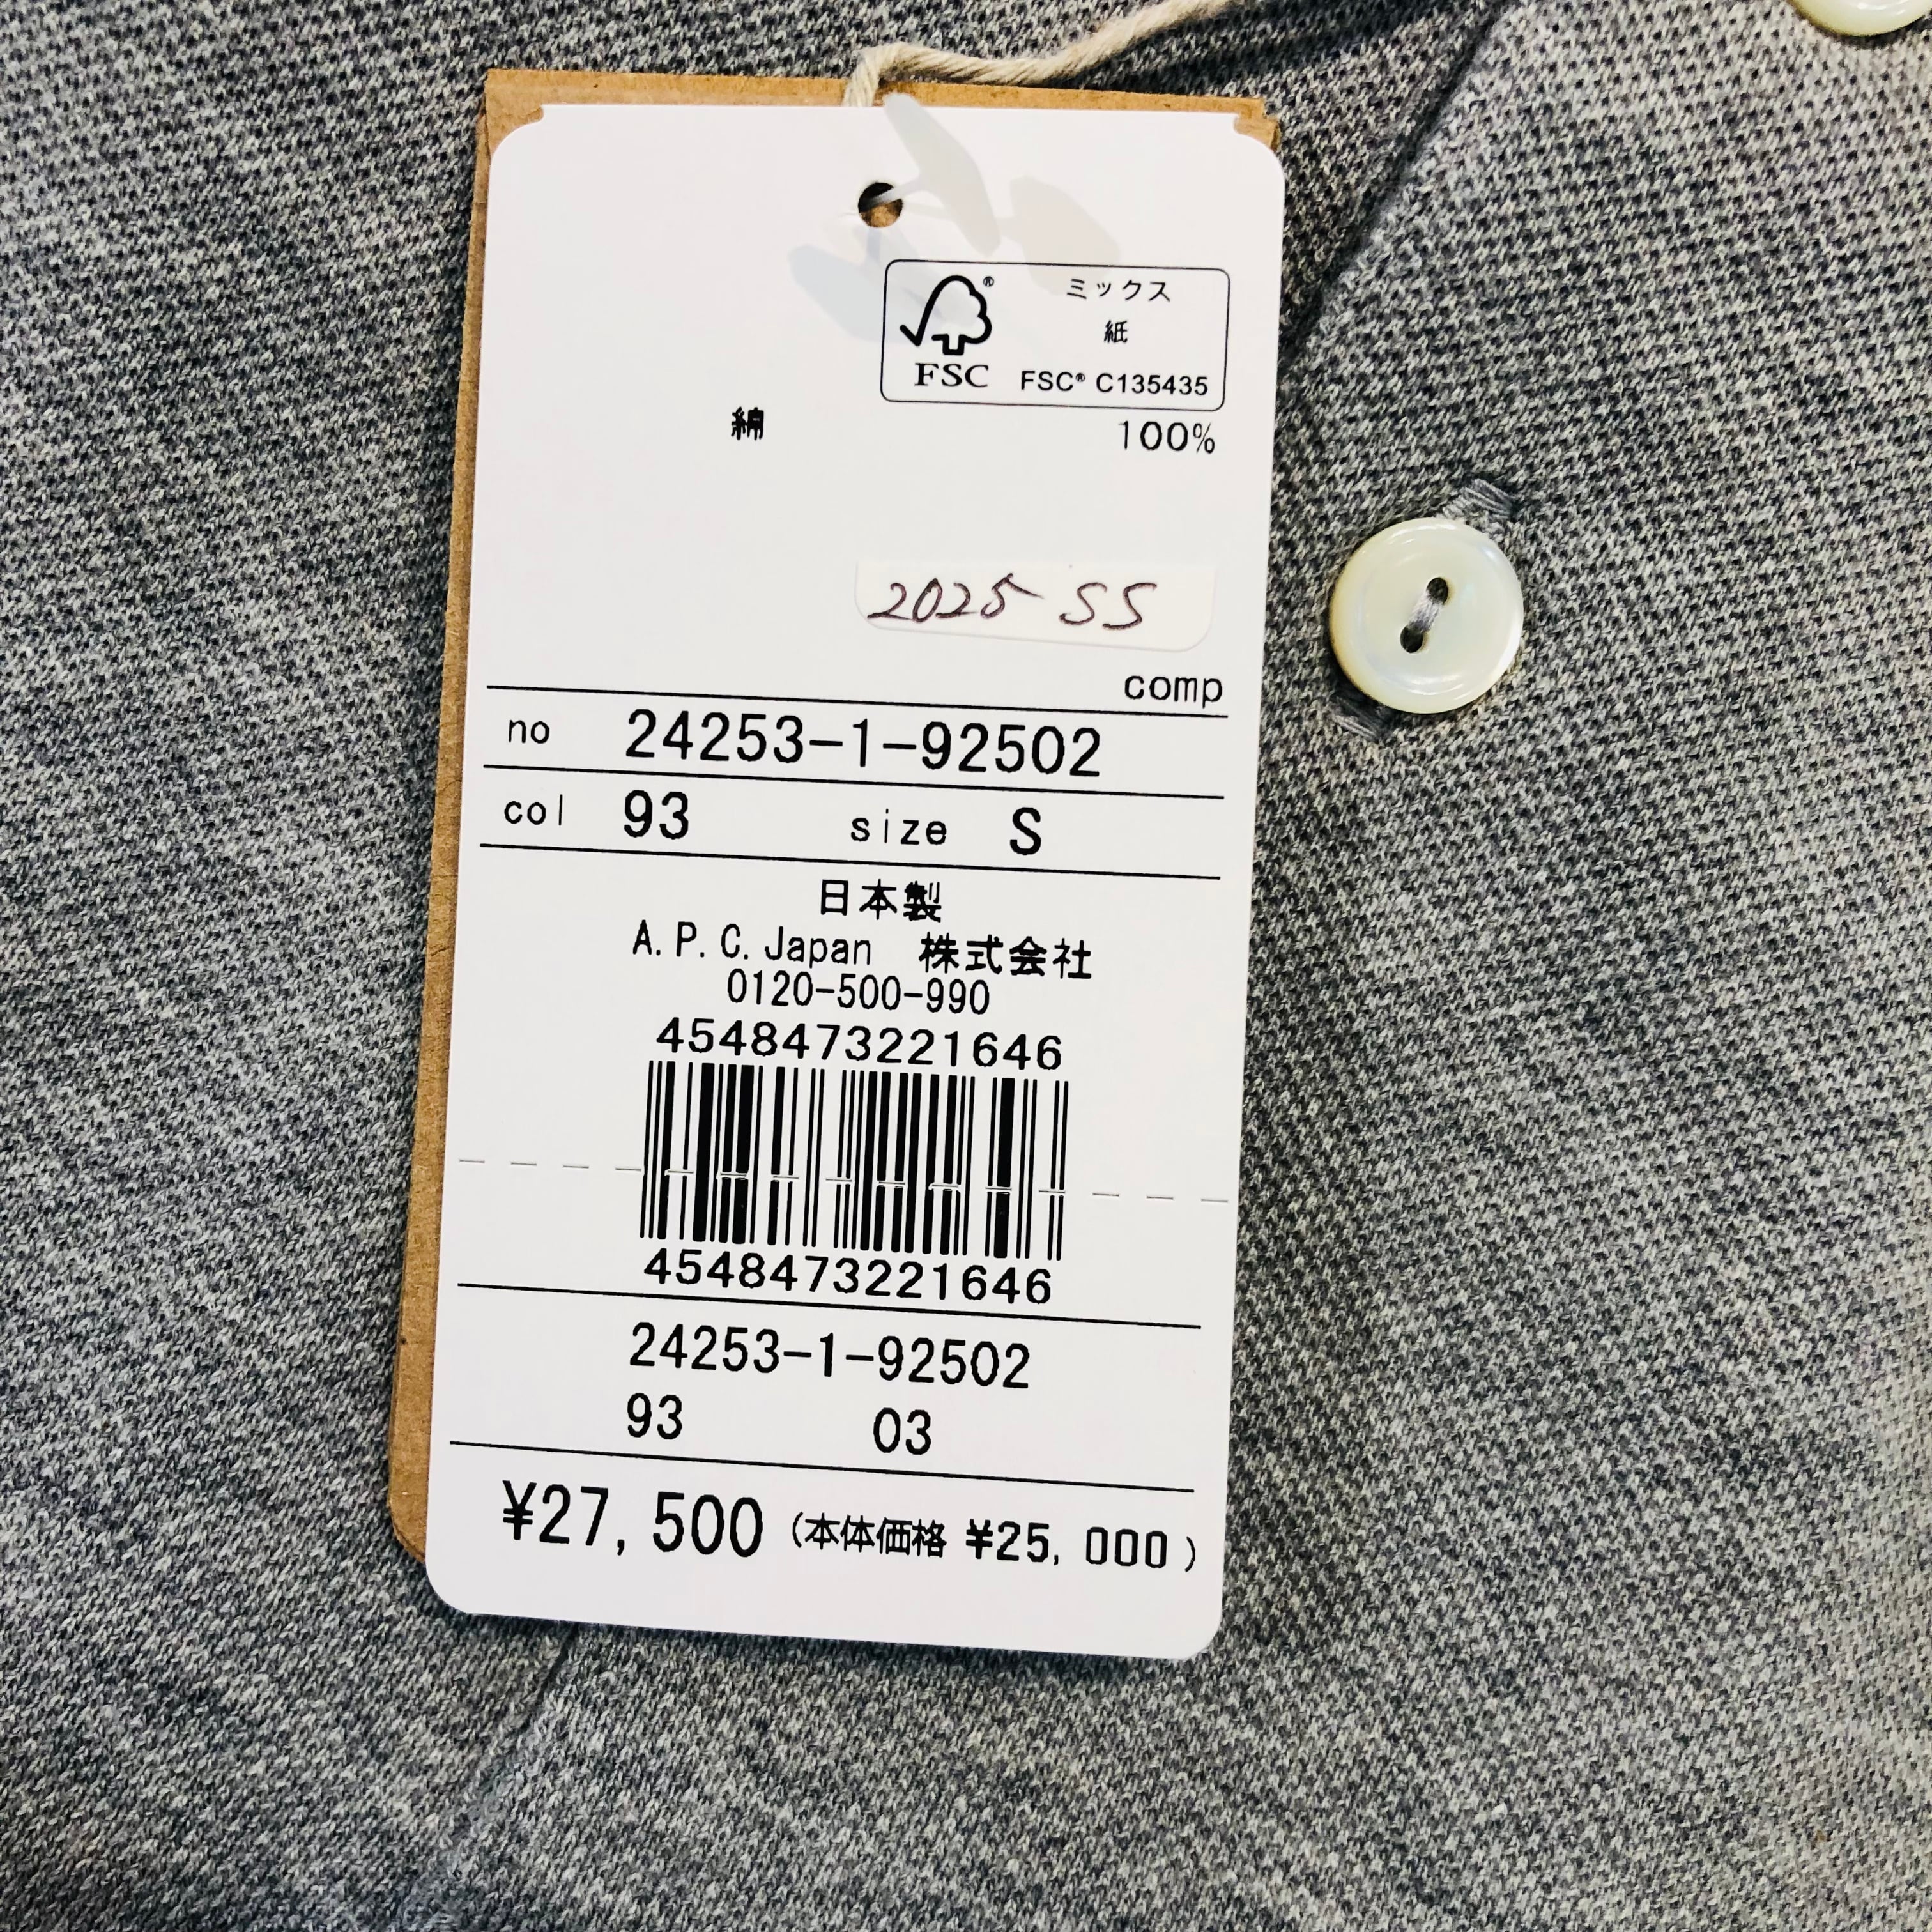 ミックス
紙
FSC® C135435
FSC
綿 100%
2025 SS
comp
no 24253-1-92502
col 93 size S
日本製
A.P.C.Japan 株式会社
0120-500-990
4548473221646
4548473221646
24253-1-92502
93 03
¥27,500 (本体価格 ¥25,000)